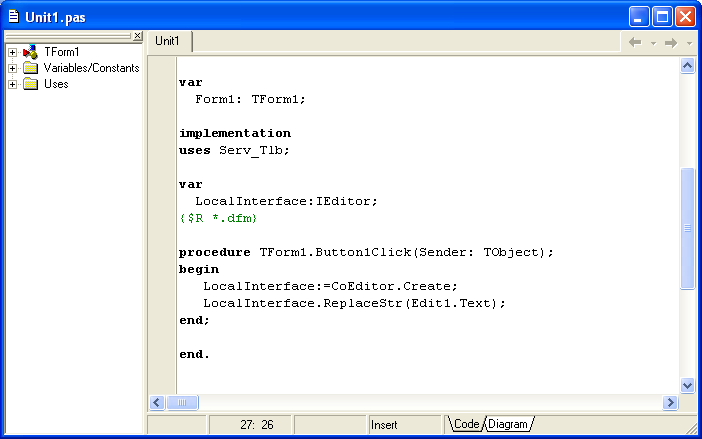 Unit1.pas
TForm1
Variables/Constants
Uses
Unit1
var
  Form1: TForm1;
implementation
uses Serv_Tlb;
var
  LocalInterface:IEditor;
{$R *.dfm}
procedure TForm1.Button1Click(Sender: TObject);
begin
   LocalInterface:=CoEditor.Create;
   LocalInterface.ReplaceStr(Edit1.Text);
end;
end.
27: 26
Insert
Code Diagram